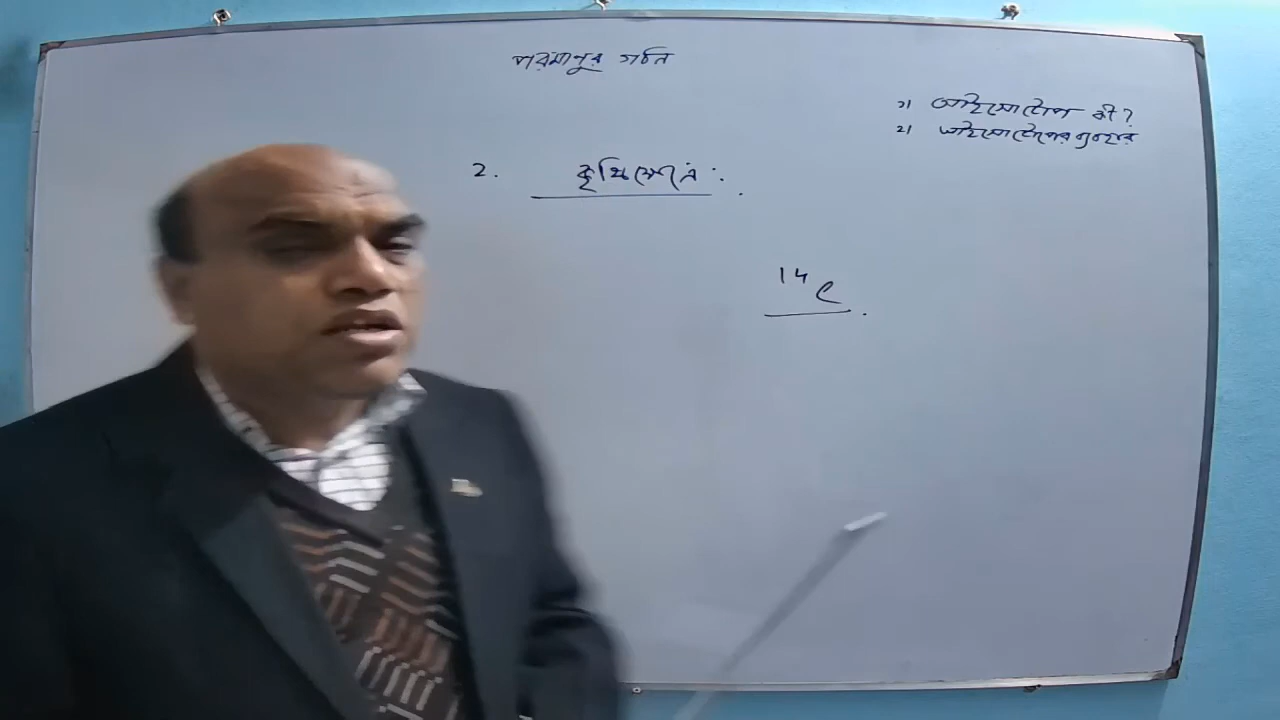 পরমাণুর গঠন
১। আইসোটোপ কী?
২। আইসোটোপের ব্যবহার
2. কৃষিক্ষেত্রে:
14C